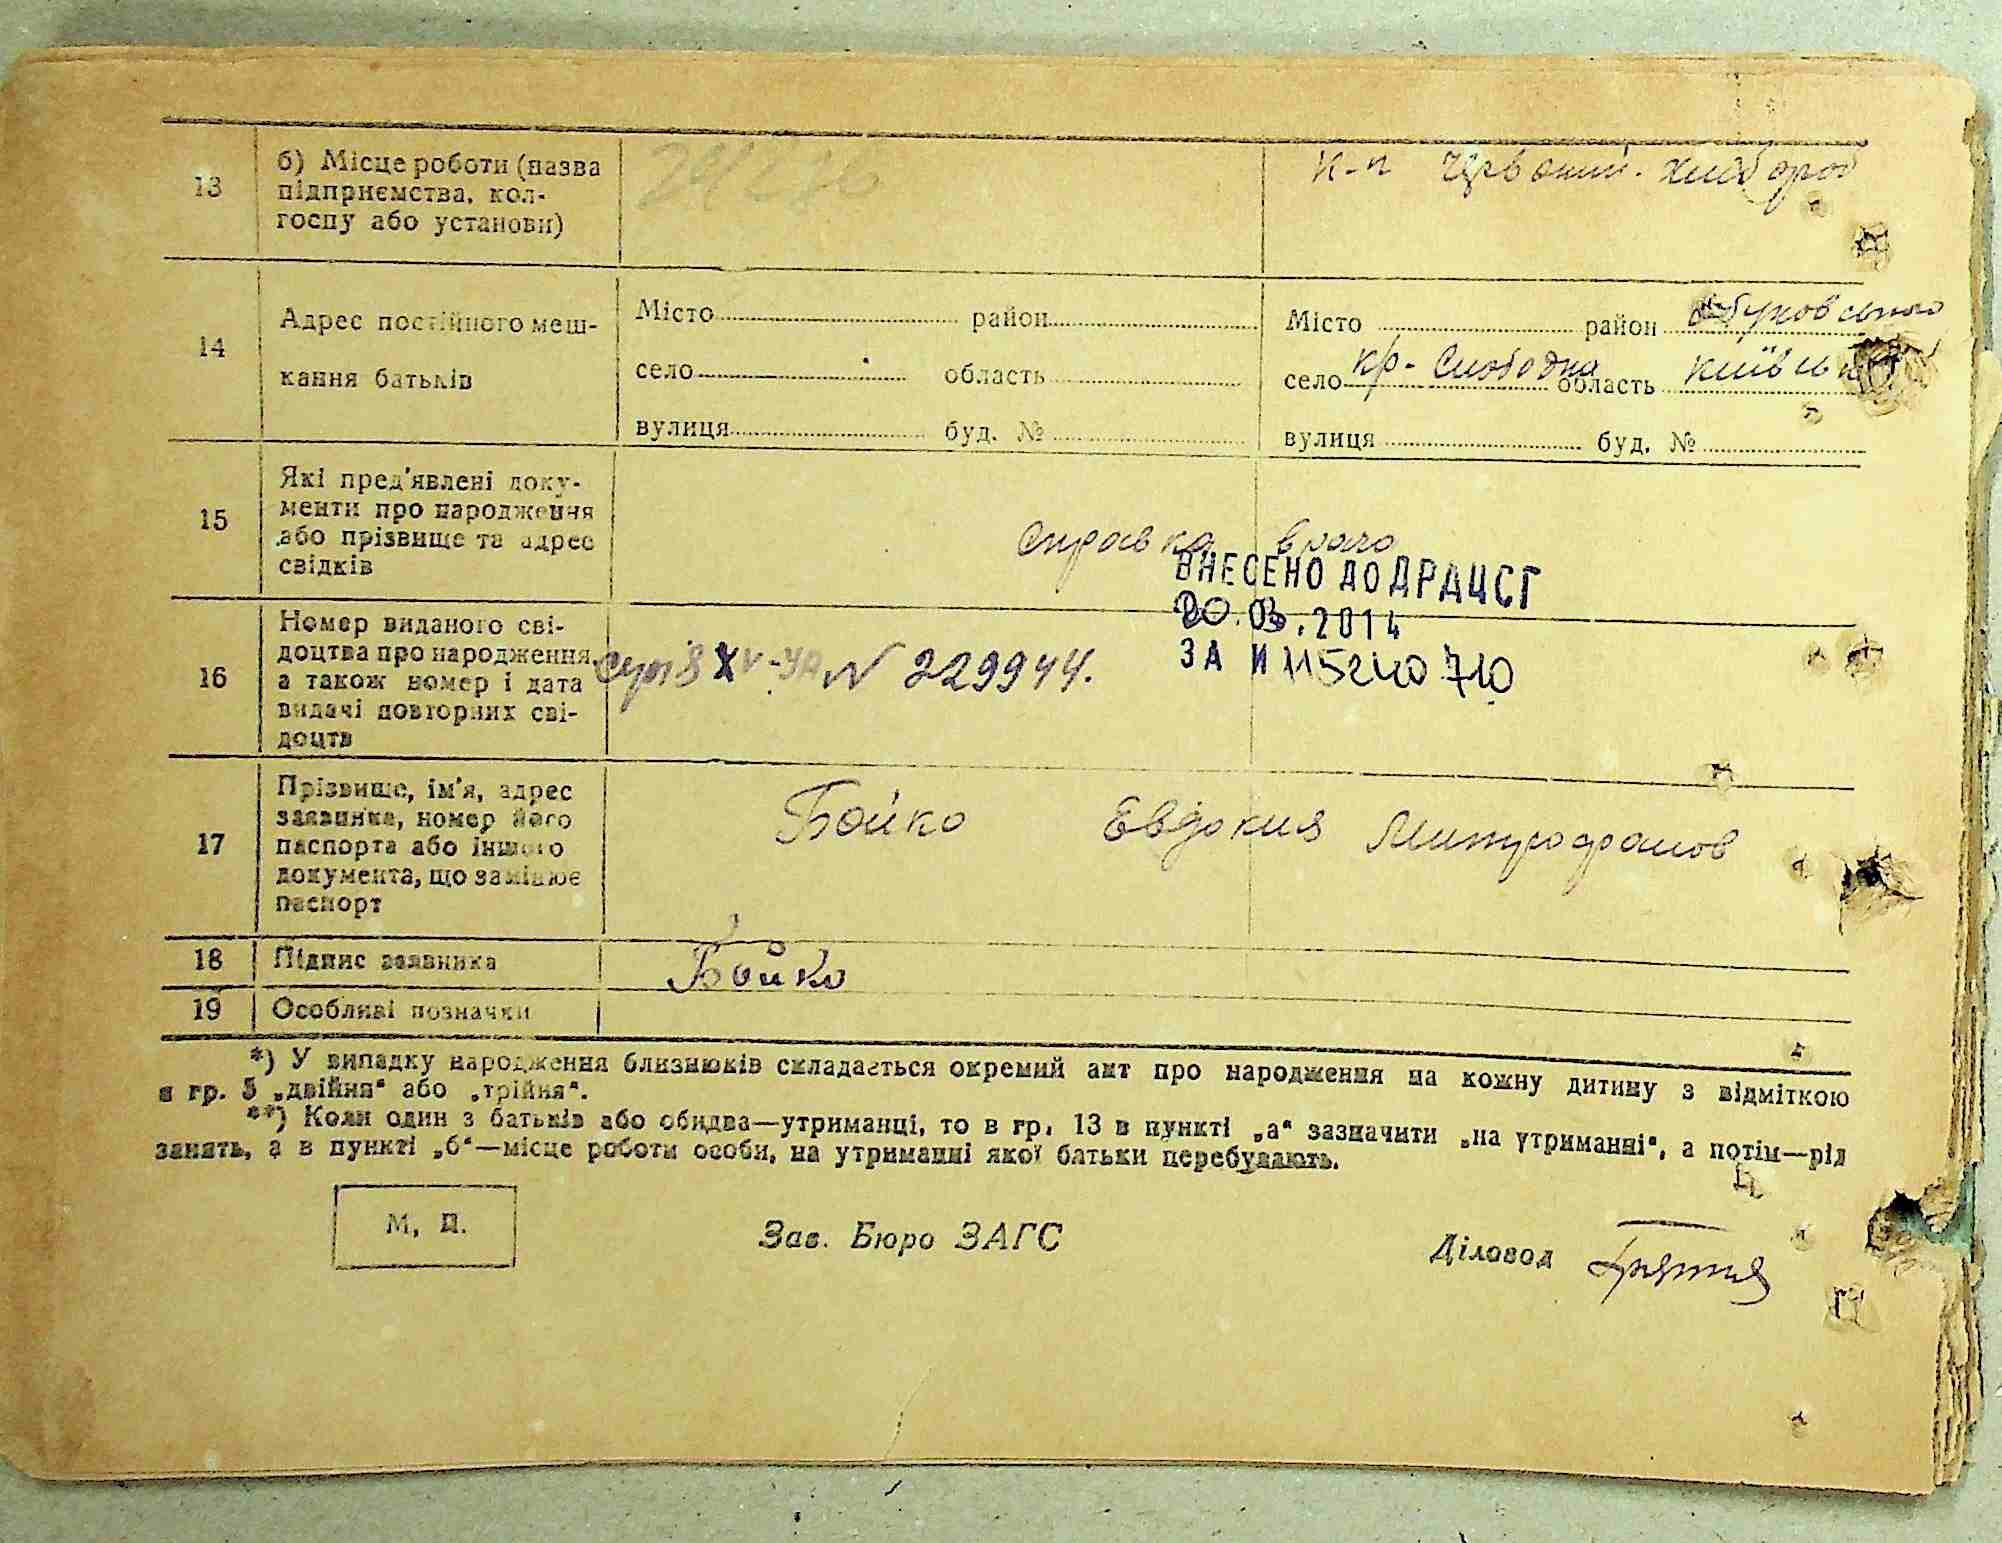 13
б) Місце роботи (назва
підприємства, кол-
госпу або установи)
к-п Червоний хлібороб
14
Адрес постійного меш-
кання батьків
Місто район
село область
вулиця буд. №
Місто район Обуховського
село кр-Слободка область Київськ
вулиця буд. №
15
Які пред'явлені доку-
менти про народження
або прізвище та адрес
свідків
Справка врача
ВНЕСЕНО ДО ДРАЦСГ
20.03.2014
ЗА №
16
Номер виданого сві-
доцтва про народження,
а також номер і дата
видачі повторних сві-
доцтв
N 229944.
17
Прізвище, ім'я, адрес
заявника, номер його
паспорта або іншого
документа, що замінює
паспорт
Бойко Евдокия Митрофанов
18
Підпис заявника
Бойко
19
Особливі позначки
*) У випадку народження близнюків складається окремий акт про народження на кожну дитину з відміткою
в гр. 5 „двійня“ або „трійня“.
**) Коли один з батьків або обидва—утриманці, то в гр. 13 в пункті „а“ зазначити „на утриманні“, а потім—рід
занять, а в пункті „б“—місце роботи особи, на утриманні якої батьки перебувають.
М. П.
Зав. Бюро ЗАГС
Діловод